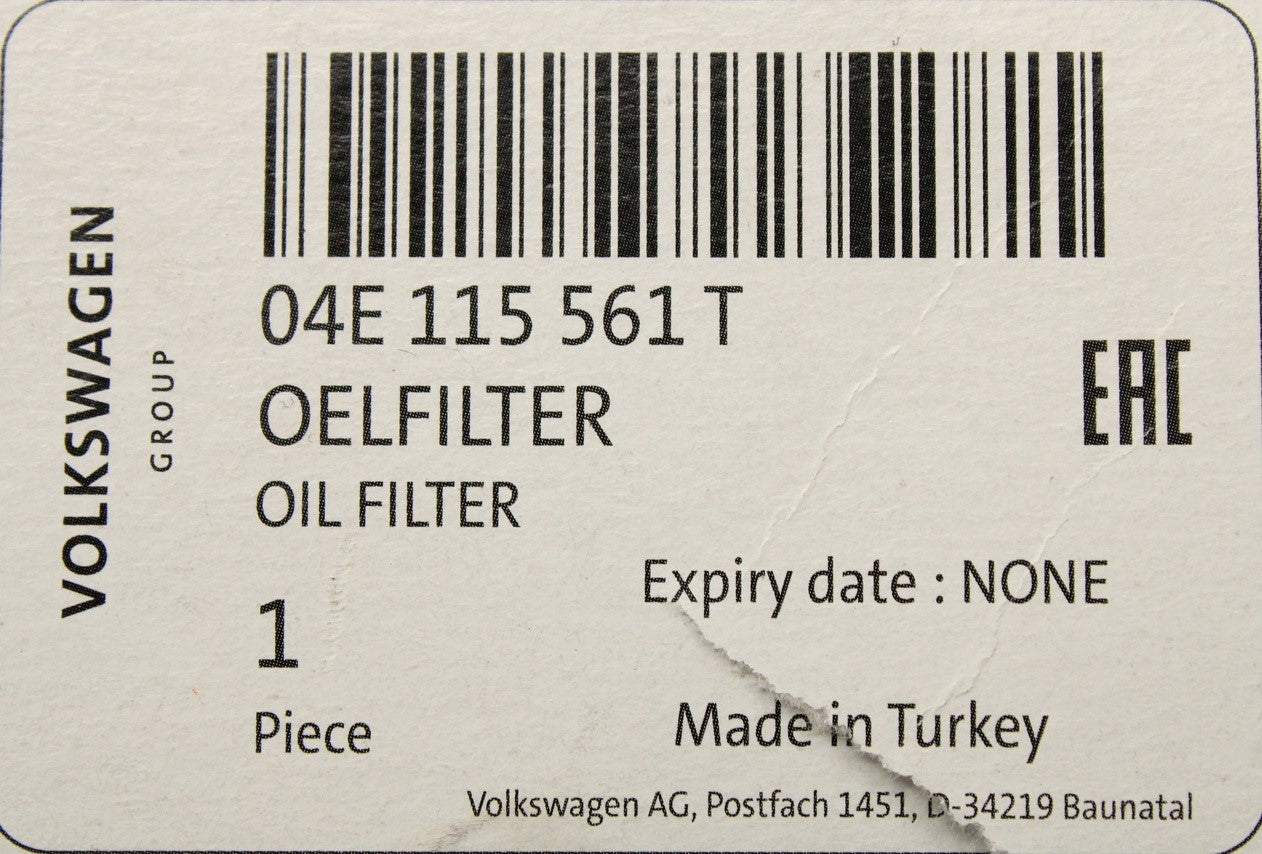 VOLKSWAGEN
GROUP
04E 115 561 T
OELFILTER
OIL FILTER
EAC
Expiry date : NONE
1
Piece
Made in Turkey
Volkswagen AG, Postfach 1451, D-34219 Baunatal